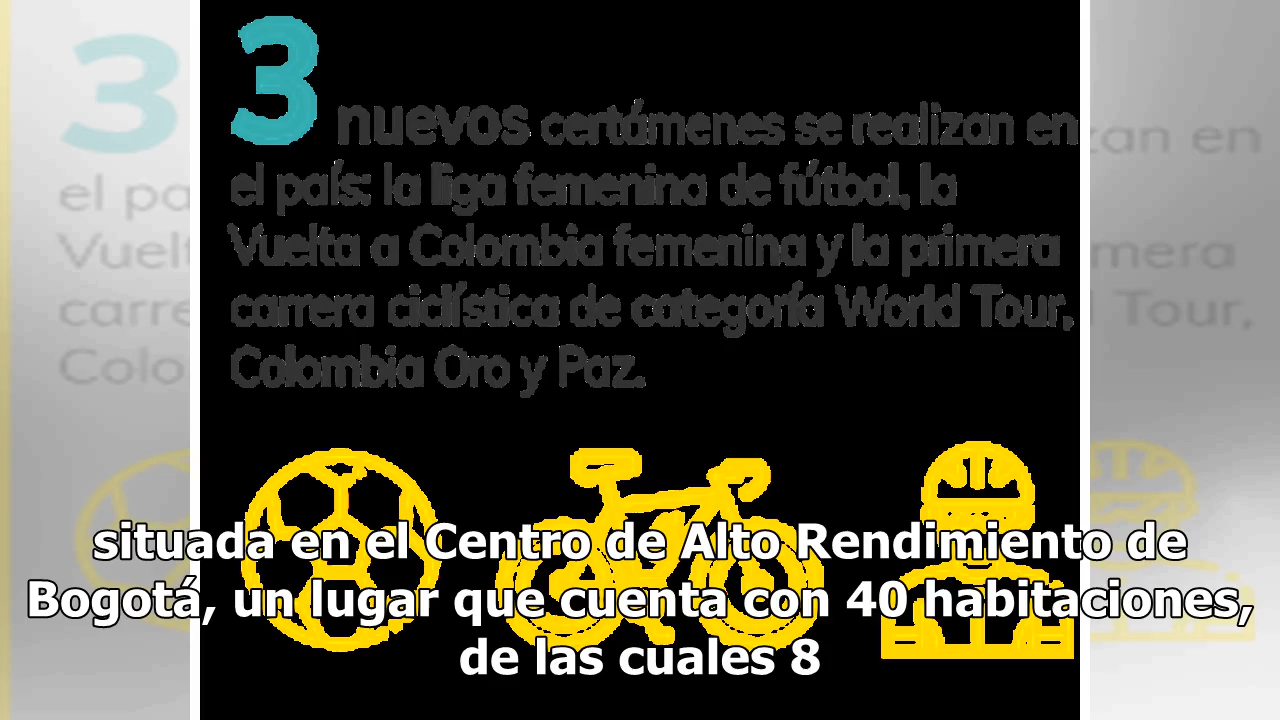 3 nuevos certámenes se realizan en
el país: la liga femenina de fútbol, la
Vuelta a Colombia femenina y la primera
carrera ciclística de categoría World Tour,
Colombia Oro y Paz.
situada en el Centro de Alto Rendimiento de
Bogotá, un lugar que cuenta con 40 habitaciones,
de las cuales 8